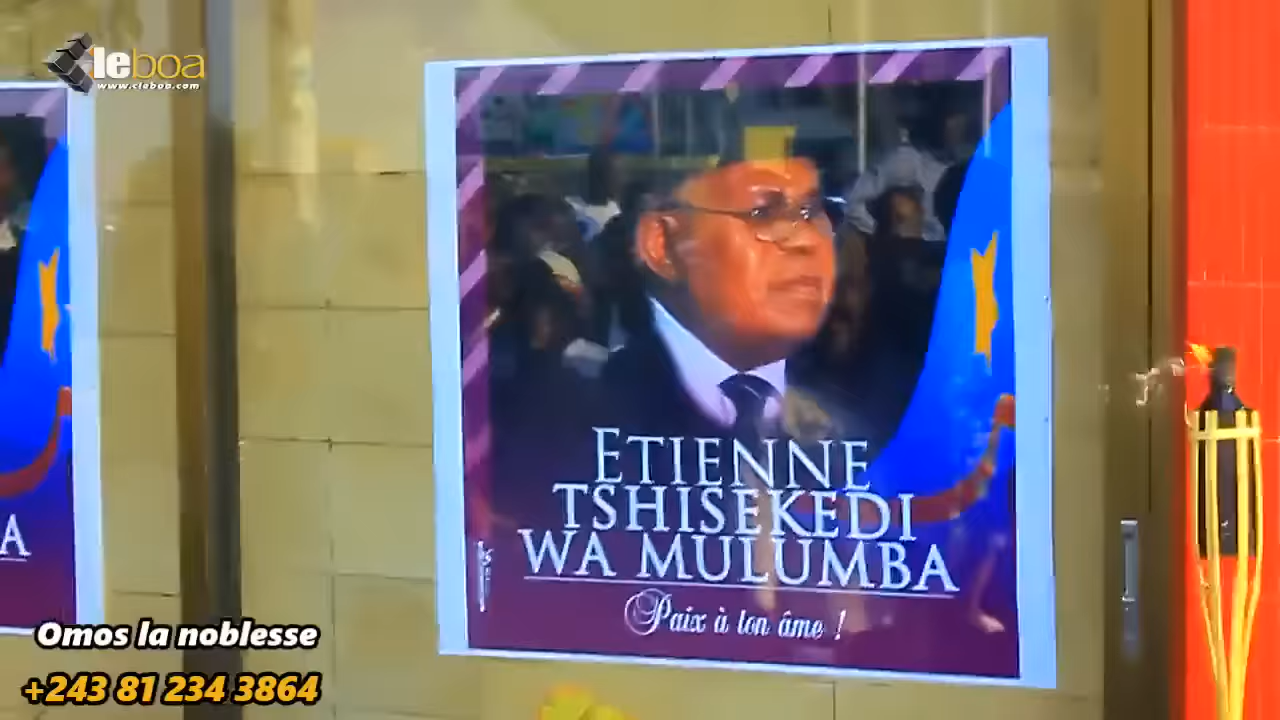 cleboa
www.cleboa.com
ETIENNE
TSHISEKEDI
WA MULUMBA
Paix à ton âme !
A
Omos la noblesse
+243 81 234 3864